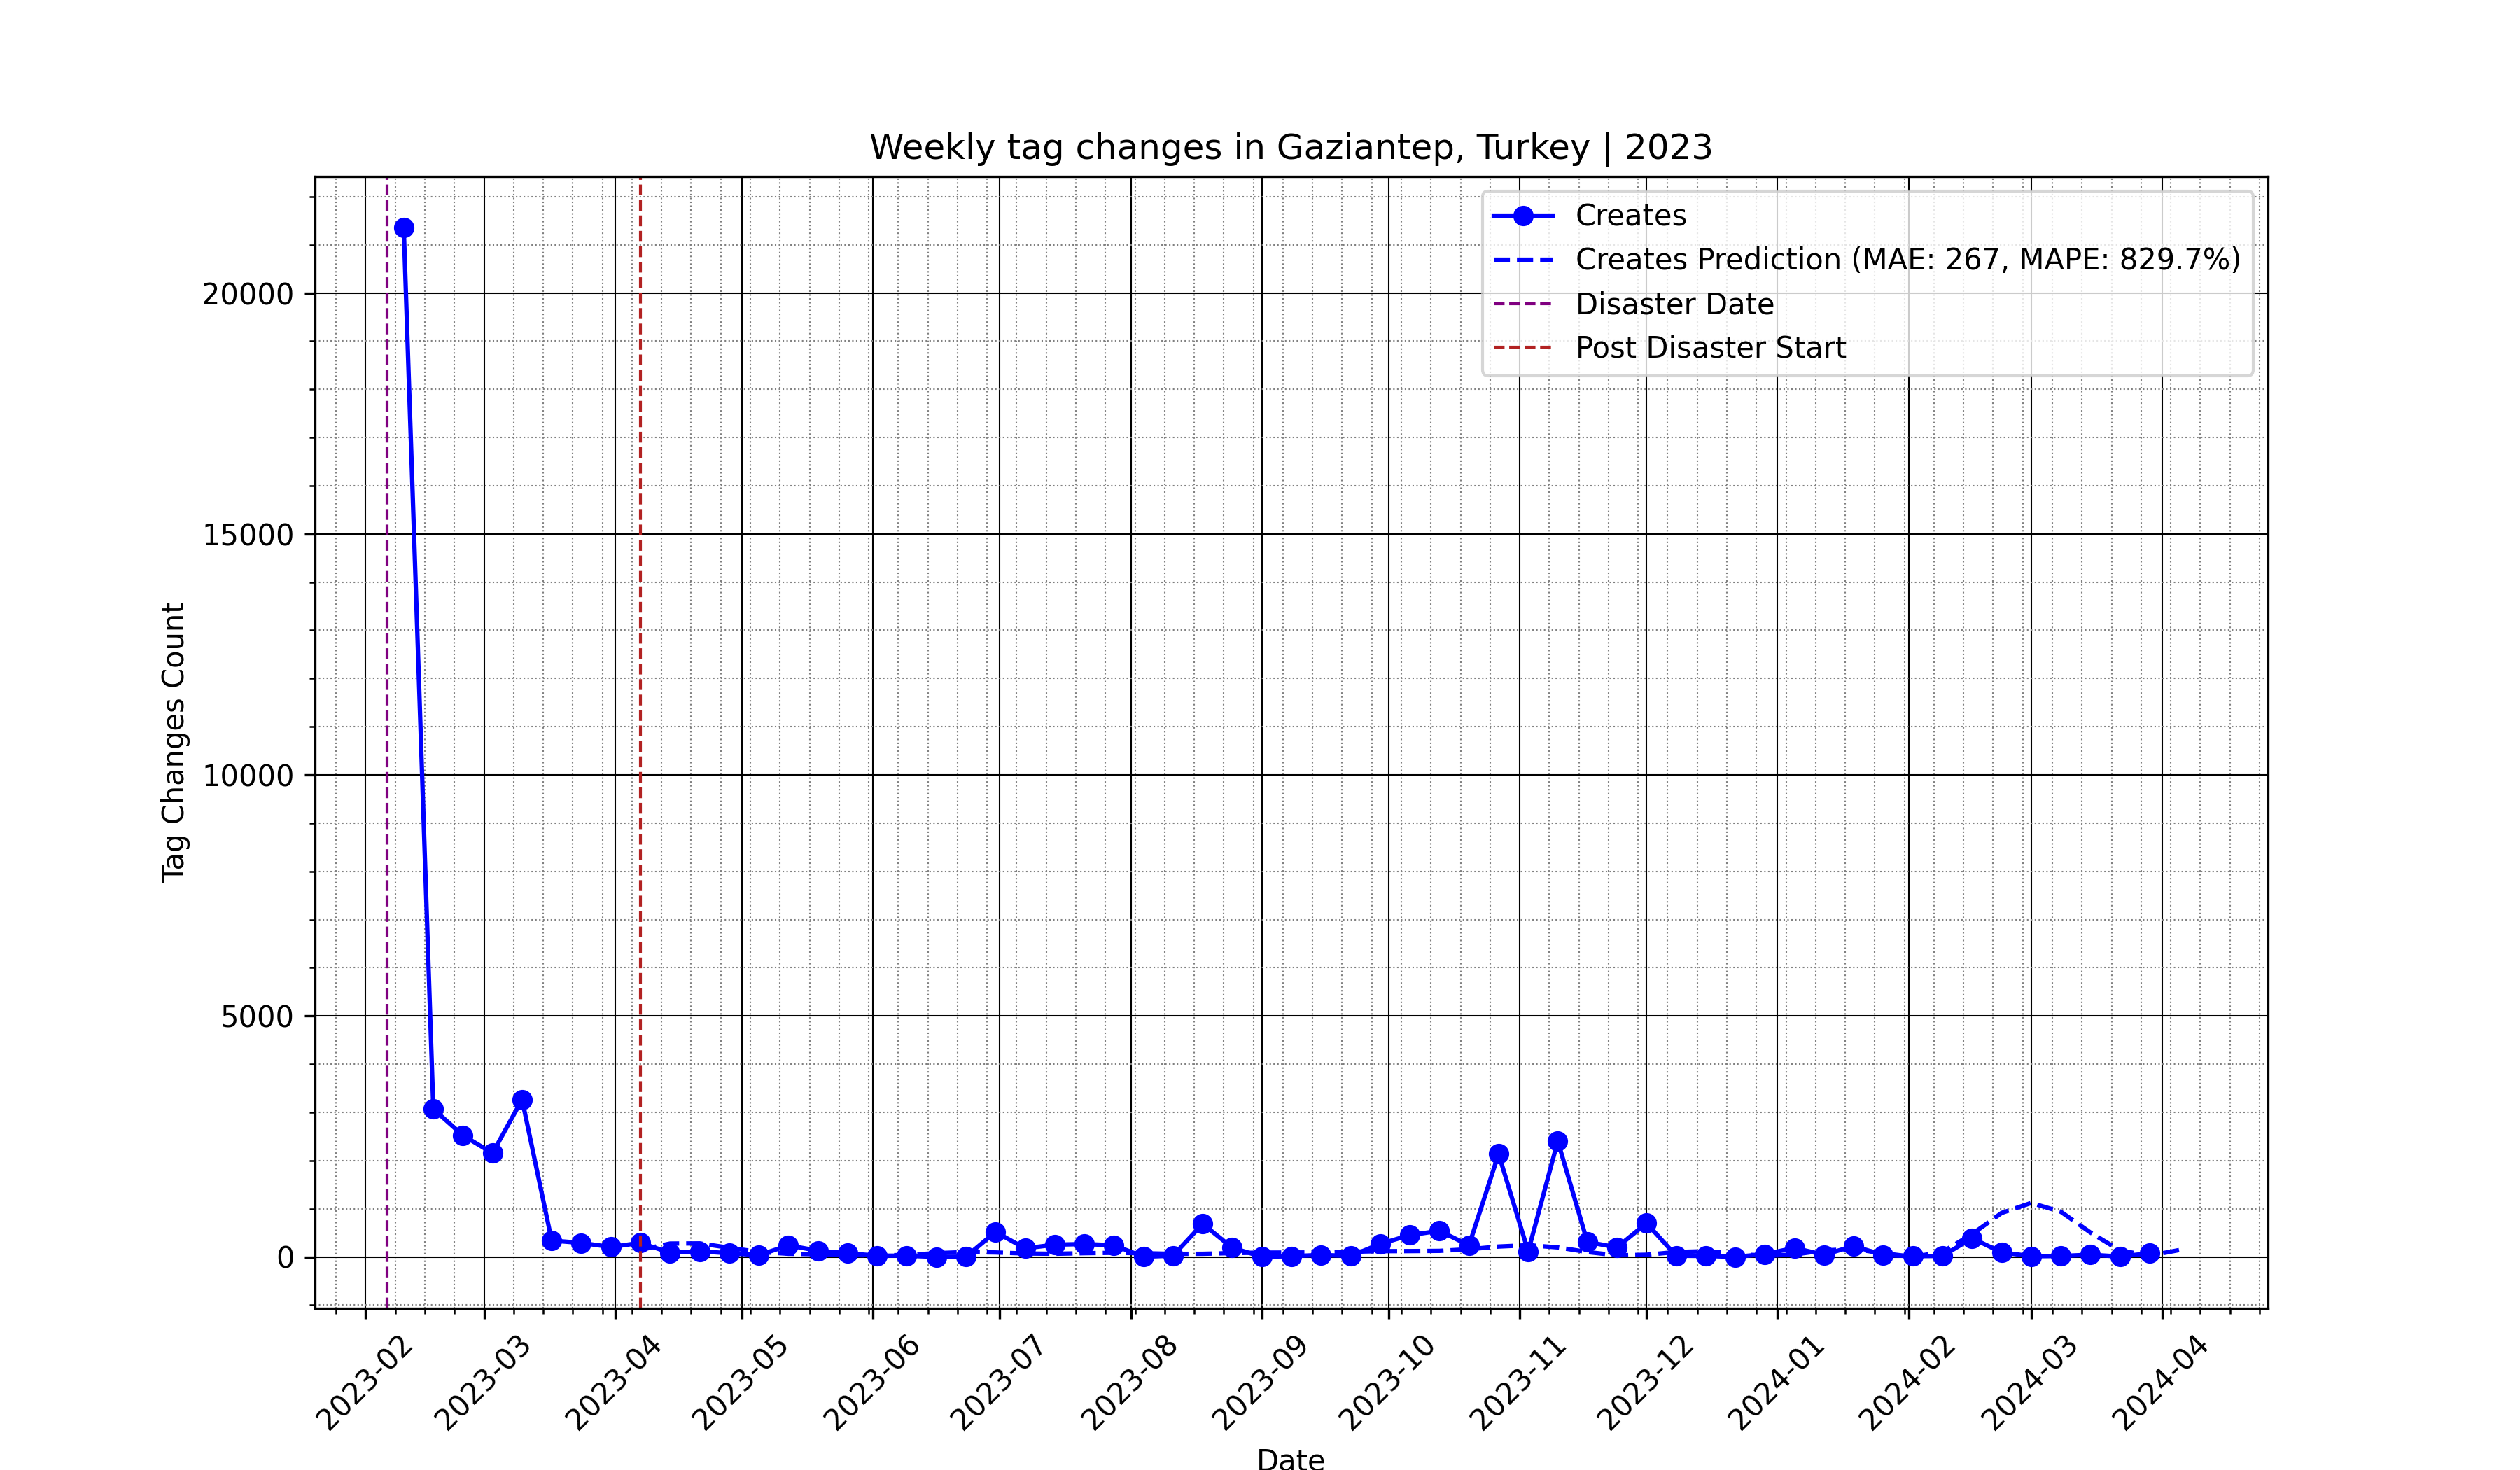 Weekly tag changes in Gaziantep, Turkey | 2023
Creates
Creates Prediction (MAE: 267, MAPE: 829.7%)
Disaster Date
Post Disaster Start
Tag Changes Count
20000
15000
10000
5000
0
2023-02
2023-03
2023-04
2023-05
2023-06
2023-07
2023-08
2023-09
2023-10
2023-11
2023-12
2024-01
2024-02
2024-03
2024-04
Date